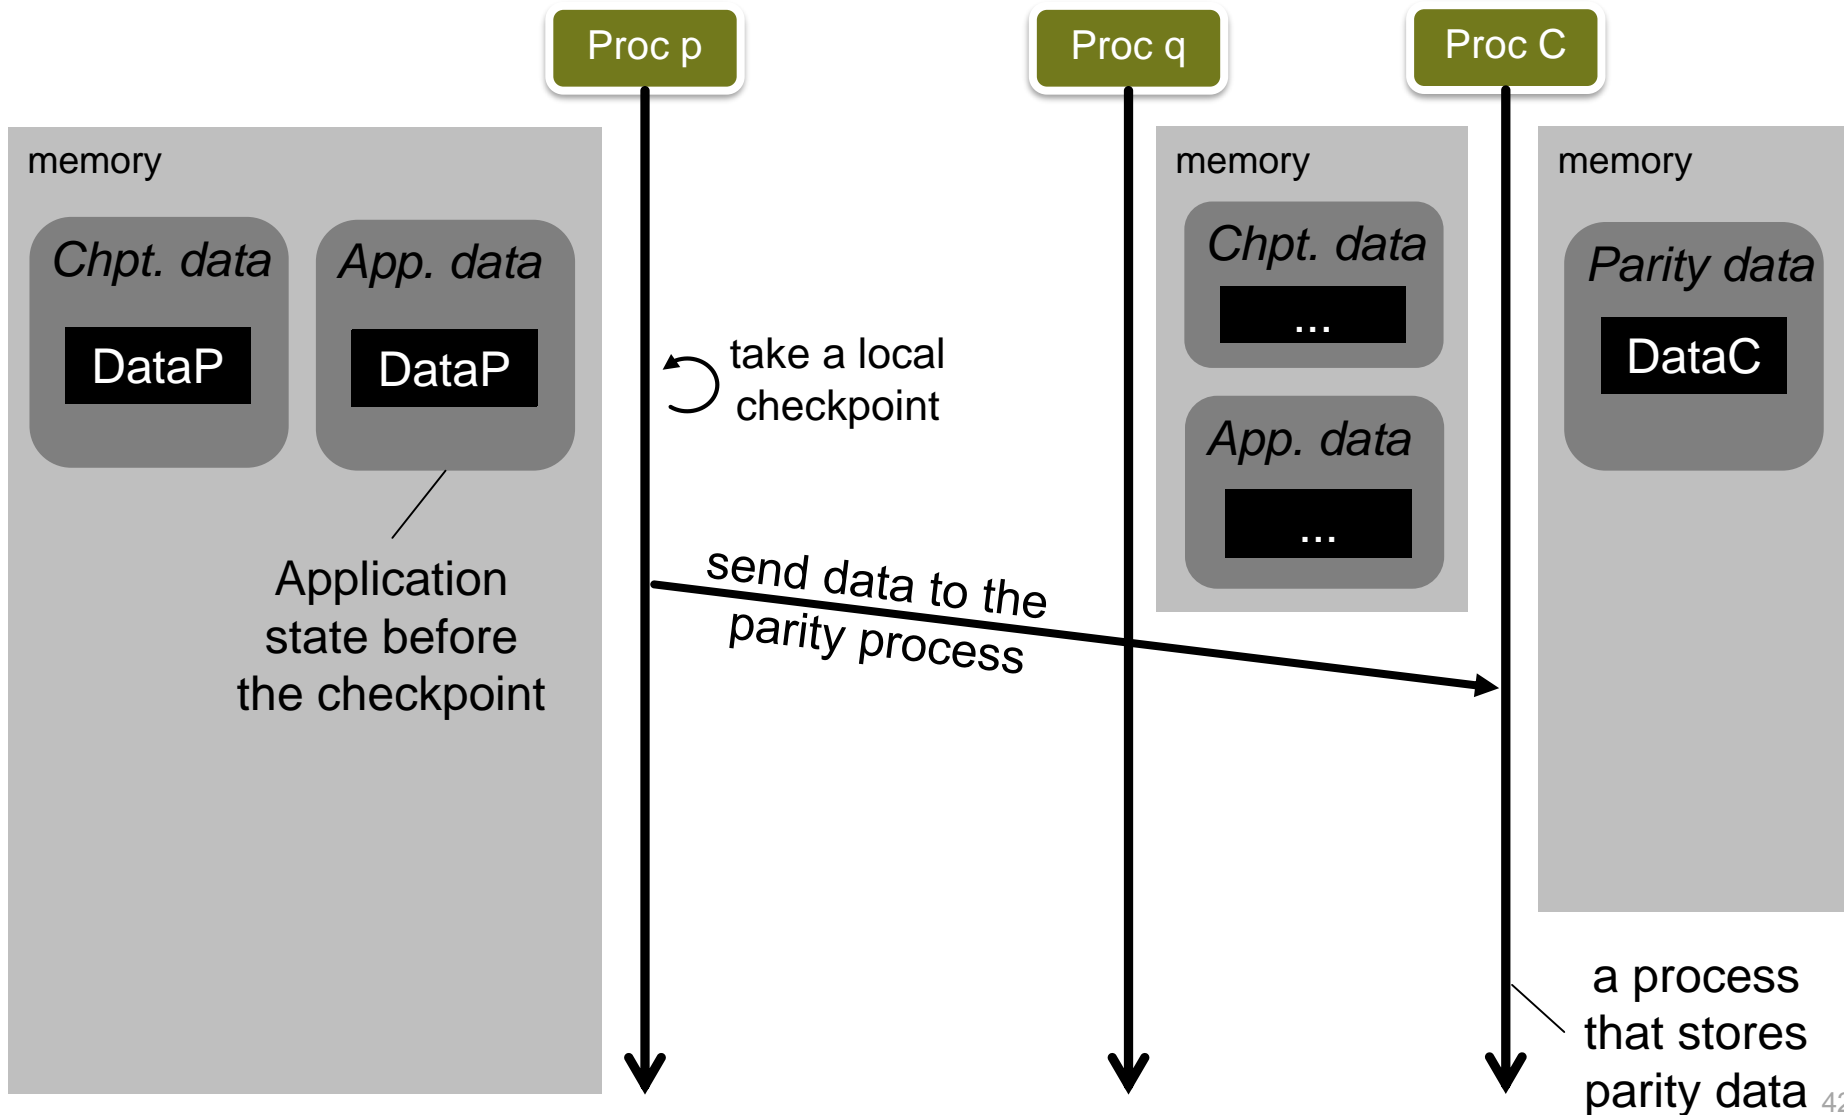 Proc p
Proc q
Proc C
memory
Chpt. data
DataP
App. data
DataP
Application
state before
the checkpoint
take a local
checkpoint
send data to the
parity process
memory
Chpt. data
...
App. data
...
memory
Parity data
DataC
a process
that stores
parity data